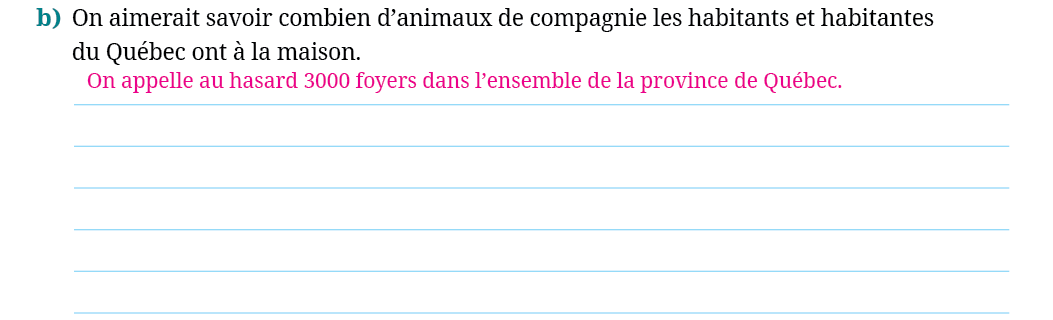 b) On aimerait savoir combien d’animaux de compagnie les habitants et habitantes
du Québec ont à la maison.
On appelle au hasard 3000 foyers dans l’ensemble de la province de Québec.